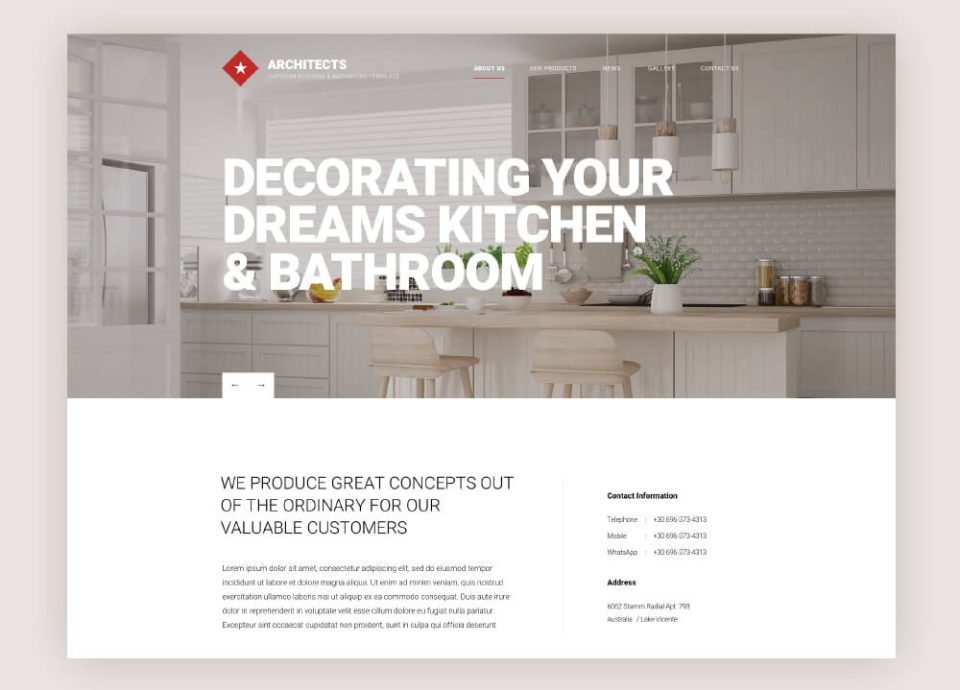 ARCHITECTS
KITCHEN & BATHROOM TEMPLATE
ABOUT US
OUR PRODUCTS
NEWS
GALLERY
CONTACT US
DECORATING YOUR
DREAMS KITCHEN
& BATHROOM
← →
WE PRODUCE GREAT CONCEPTS OUT
OF THE ORDINARY FOR OUR
VALUABLE CUSTOMERS
Lorem ipsum dolor sit amet, consectetur adipiscing elit, sed do eiusmod tempor
incididunt ut labore et dolore magna aliqua. Ut enim ad minim veniam, quis nostrud
exercitation ullamco laboris nisi ut aliquip ex ea commodo consequat. Duis aute irure
dolor in reprehenderit in voluptate velit esse cillum dolore eu fugiat nulla pariatur.
Excepteur sint occaecat cupidatat non proident, sunt in culpa qui officia deserunt
Contact Information
Telephone : +30 696-373-4313
Mobile : +30 696-373-4313
WhatsApp : +30 696-373-4313
Address
6062 Stamm Radial Apt. 798
Australia / Lake Vicente